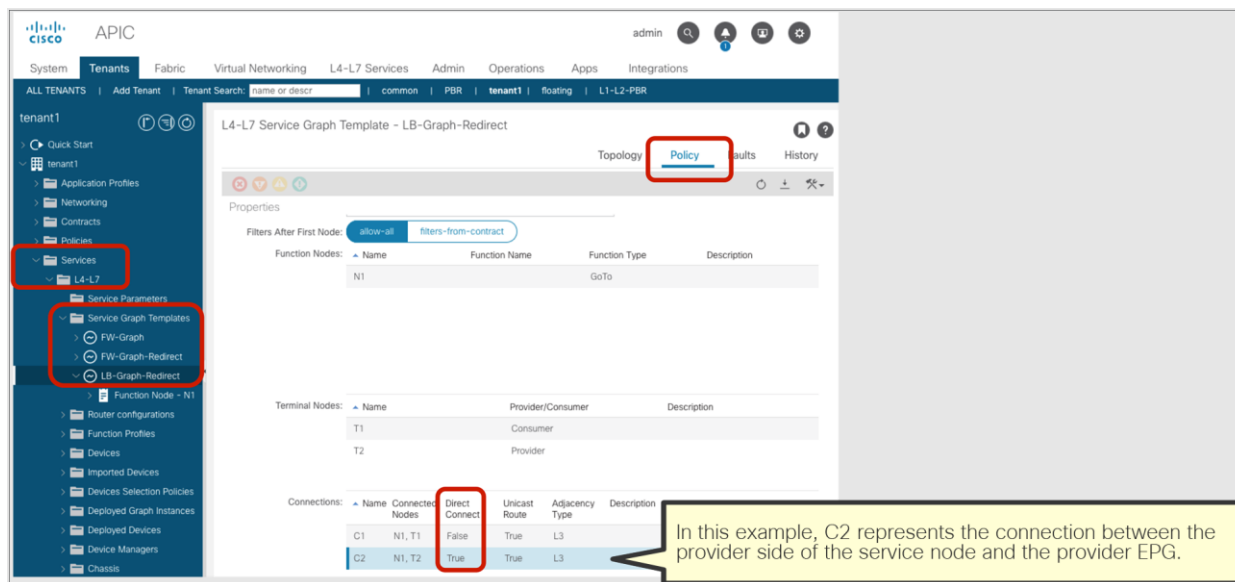 CISCO
APIC
admin
1
System Tenants Fabric Virtual Networking L4-L7 Services Admin Operations Apps Integrations
ALL TENANTS | Add Tenant | Tenant Search: name or descr | common | PBR | tenant1 | floating | L1-L2-PBR
tenant1
Quick Start
tenant1
Application Profiles
Networking
Contracts
Policies
Services
L4-L7
Service Parameters
Service Graph Templates
FW-Graph
FW-Graph-Redirect
LB-Graph-Redirect
Function Node - N1
Router configurations
Function Profiles
Devices
Imported Devices
Devices Selection Policies
Deployed Graph Instances
Deployed Devices
Device Managers
Chassis
L4-L7 Service Graph Template - LB-Graph-Redirect
Topology Policy Faults History
Properties
Filters After First Node: allow-all filters-from-contract
Function Nodes: Name Function Name Function Type Description
N1 GoTo
Terminal Nodes: Name Provider/Consumer Description
T1 Consumer
T2 Provider
Connections: Name Connected Nodes Direct Connect Unicast Route Adjacency Type Description
C1 N1, T1 False True L3
C2 N1, T2 True True L3
In this example, C2 represents the connection between the
provider side of the service node and the provider EPG.